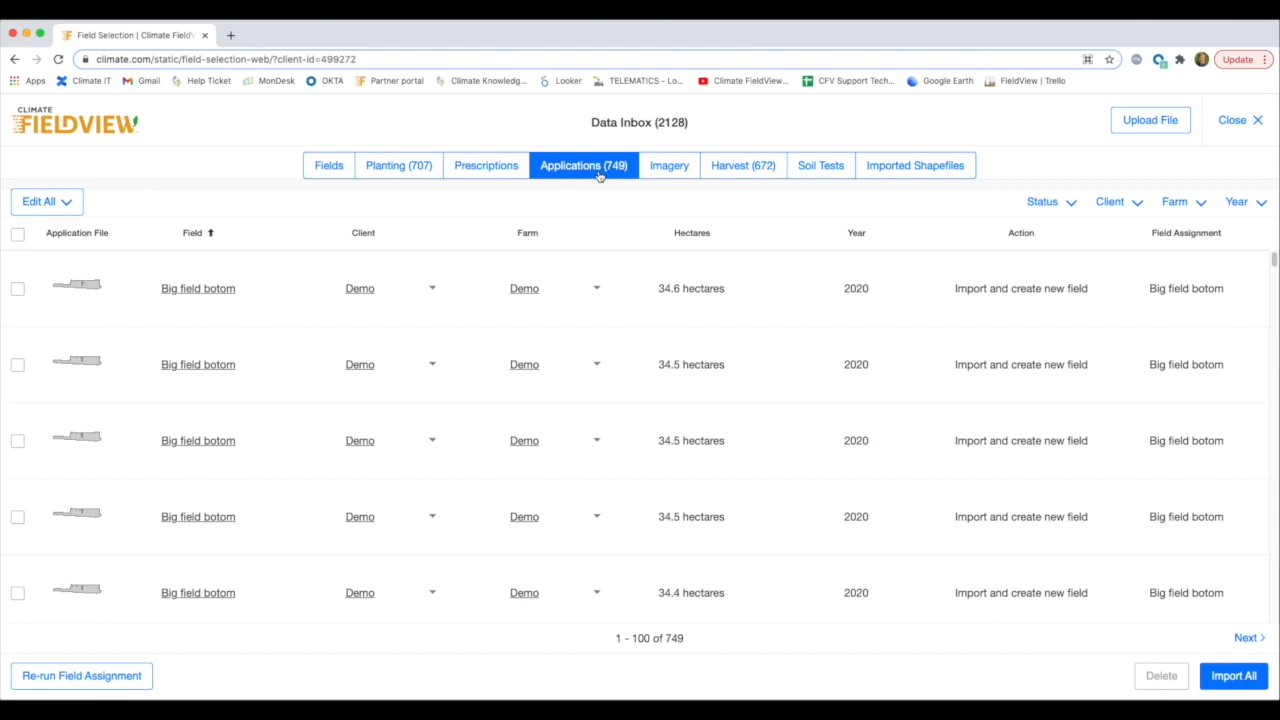 Field Selection | Climate FieldV
climate.com/static/field-selection-web/?client-id=499272
Update
Apps Climate IT Gmail Help Ticket MonDesk OKTA Partner portal Climate Knowledg... Looker TELEMATICS - Lo... Climate FieldView... CFV Support Tech... Google Earth FieldView | Trello
CLIMATE
FIELDVIEW
Data Inbox (2128)
Upload File
Close
Fields Planting (707) Prescriptions Applications (749) Imagery Harvest (672) Soil Tests Imported Shapefiles
Edit All
Status Client Farm Year
Application File Field Client Farm Hectares Year Action Field Assignment
Big field botom Demo Demo 34.6 hectares 2020 Import and create new field Big field botom
Big field botom Demo Demo 34.5 hectares 2020 Import and create new field Big field botom
Big field botom Demo Demo 34.5 hectares 2020 Import and create new field Big field botom
Big field botom Demo Demo 34.5 hectares 2020 Import and create new field Big field botom
Big field botom Demo Demo 34.4 hectares 2020 Import and create new field Big field botom
1 - 100 of 749
Next
Re-run Field Assignment
Delete
Import All